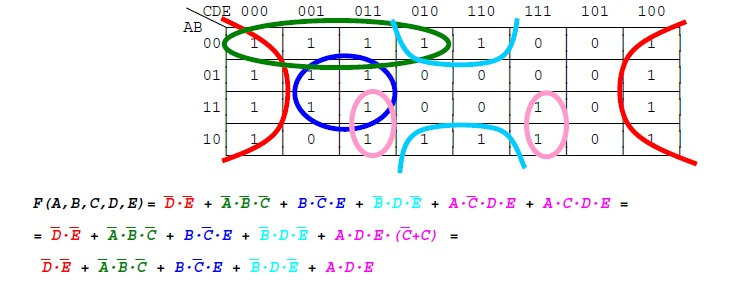 CDE 000 001 011 010 110 111 101 100
AB
00 1 1 1 1 1 0 0 1
01 1 1 1 0 0 0 0 1
11 1 1 1 0 0 1 0 1
10 1 0 1 1 1 1 0 1
F(A,B,C,D,E)= D̅·E̅ + A̅·B̅·C̅ + B·C̅·E + B̅·D·E̅ + A·C̅·D·E + A·C·D·E =
= D̅·E̅ + A̅·B̅·C̅ + B·C̅·E + B̅·D·E̅ + A·D·E·(C̅+C) =
D̅·E̅ + A̅·B̅·C̅ + B·C̅·E + B̅·D·E̅ + A·D·E